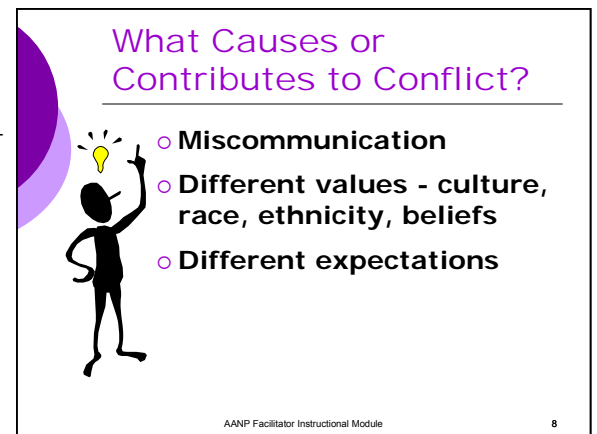 What Causes or
Contributes to Conflict?
○ Miscommunication
○ Different values - culture,
race, ethnicity, beliefs
○ Different expectations
AANP Facilitator Instructional Module 8